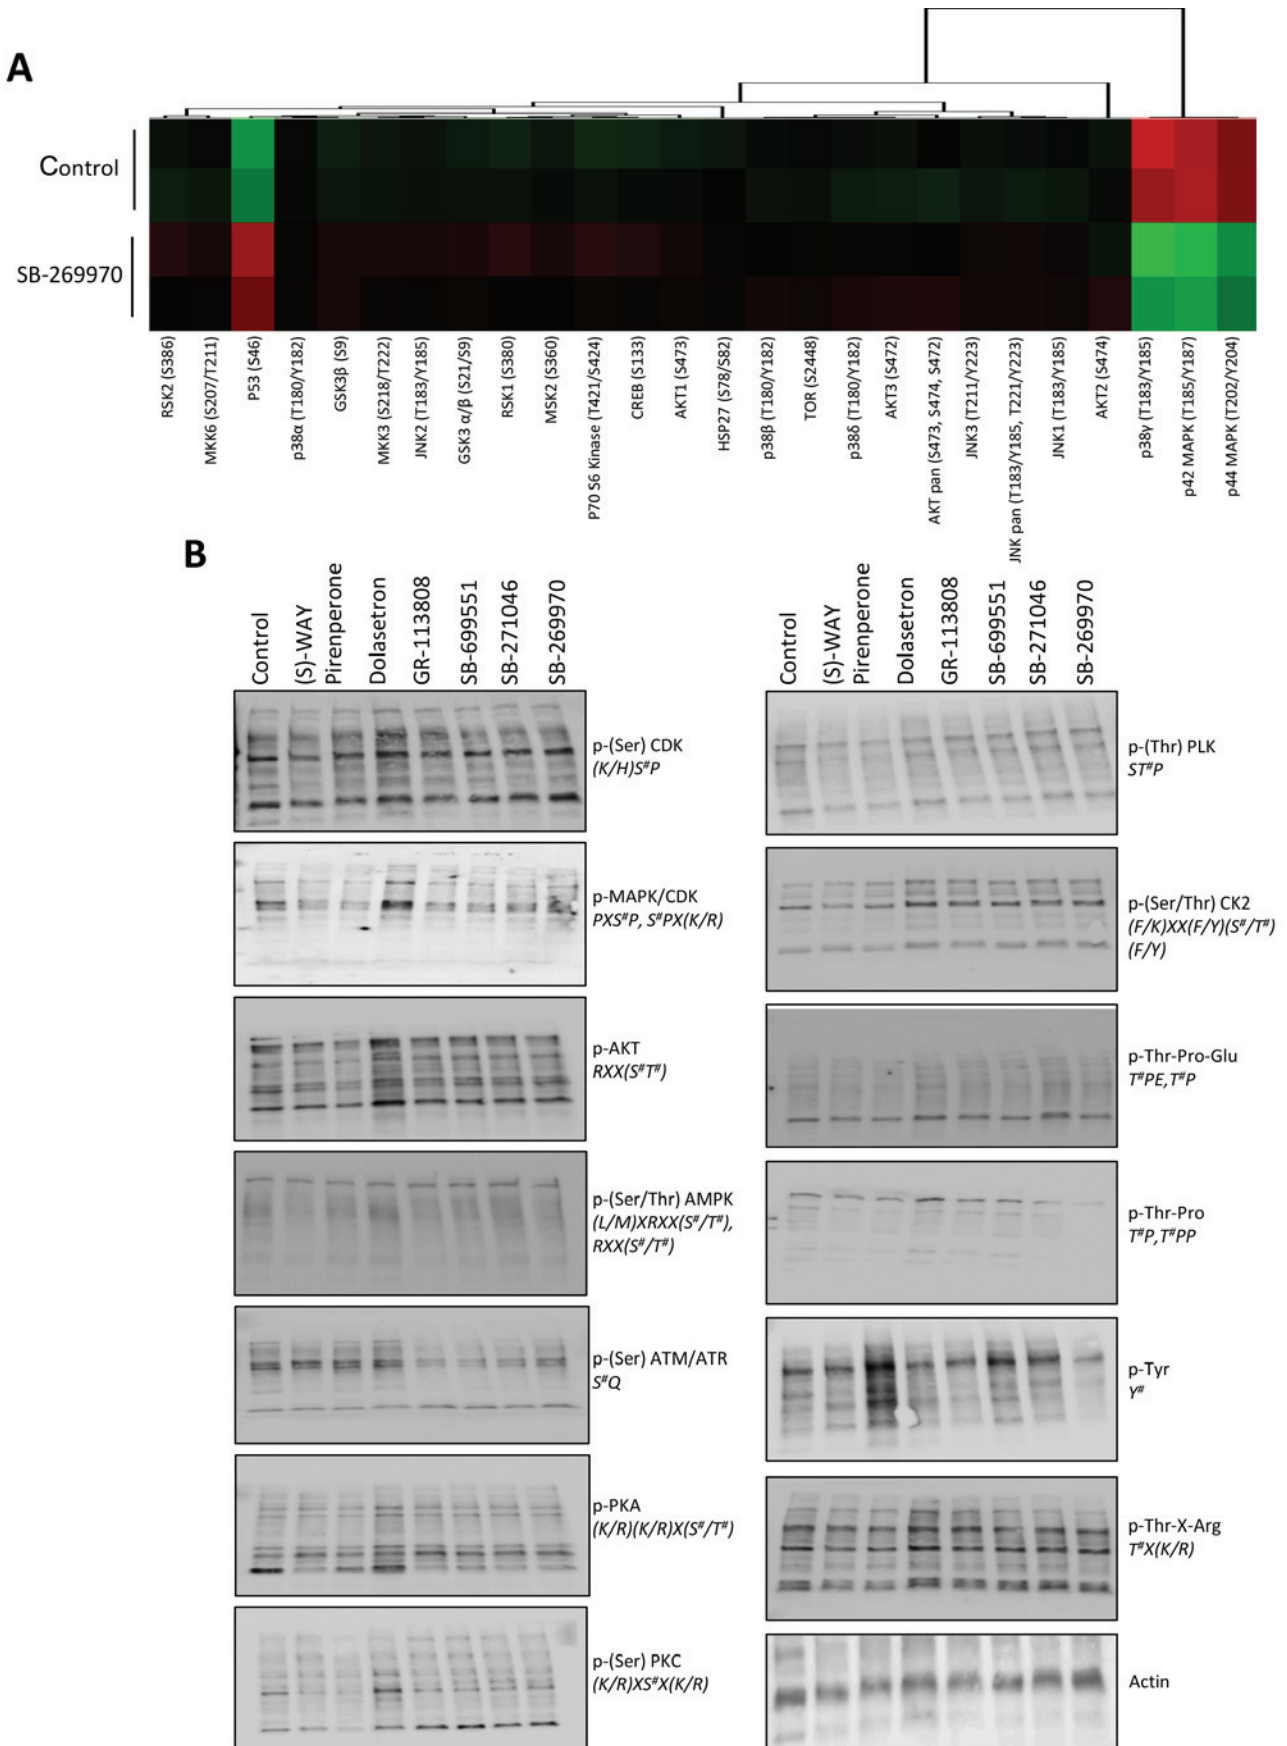 A
Control
SB-269970
RSK2 (S386)
MKK6 (S207/T211)
P53 (S46)
p38α (T180/Y182)
GSK3β (S9)
MKK3 (S218/T222)
JNK2 (T183/Y185)
GSK3 α/β (S21/S9)
RSK1 (S380)
MSK2 (S360)
P70 S6 Kinase (T421/S424)
CREB (S133)
AKT1 (S473)
HSP27 (S78/S82)
p38β (T180/Y182)
TOR (S2448)
p38δ (T180/Y182)
AKT3 (S472)
AKT pan (S473, S474, S472)
JNK3 (T211/Y223)
JNK pan (T183/Y185, T221/Y223)
JNK1 (T183/Y185)
AKT2 (S474)
p38γ (T183/Y185)
p42 MAPK (T185/Y187)
p44 MAPK (T202/Y204)
B
Control
(S)-WAY
Pirenperone
Dolasetron
GR-113808
SB-699551
SB-271046
SB-269970
p-(Ser) CDK
(K/H)S#P
p-MAPK/CDK
PXS#P, S#PX(K/R)
p-AKT
RXX(S#T#)
p-(Ser/Thr) AMPK
(L/M)XRXX(S#/T#),
RXX(S#/T#)
p-(Ser) ATM/ATR
S#Q
p-PKA
(K/R)(K/R)X(S#/T#)
p-(Ser) PKC
(K/R)XS#X(K/R)
Control
(S)-WAY
Pirenperone
Dolasetron
GR-113808
SB-699551
SB-271046
SB-269970
p-(Thr) PLK
ST#P
p-(Ser/Thr) CK2
(F/K)XX(F/Y)(S#/T#)
(F/Y)
p-Thr-Pro-Glu
T#PE,T#P
p-Thr-Pro
T#P,T#PP
p-Tyr
Y#
p-Thr-X-Arg
T#X(K/R)
Actin